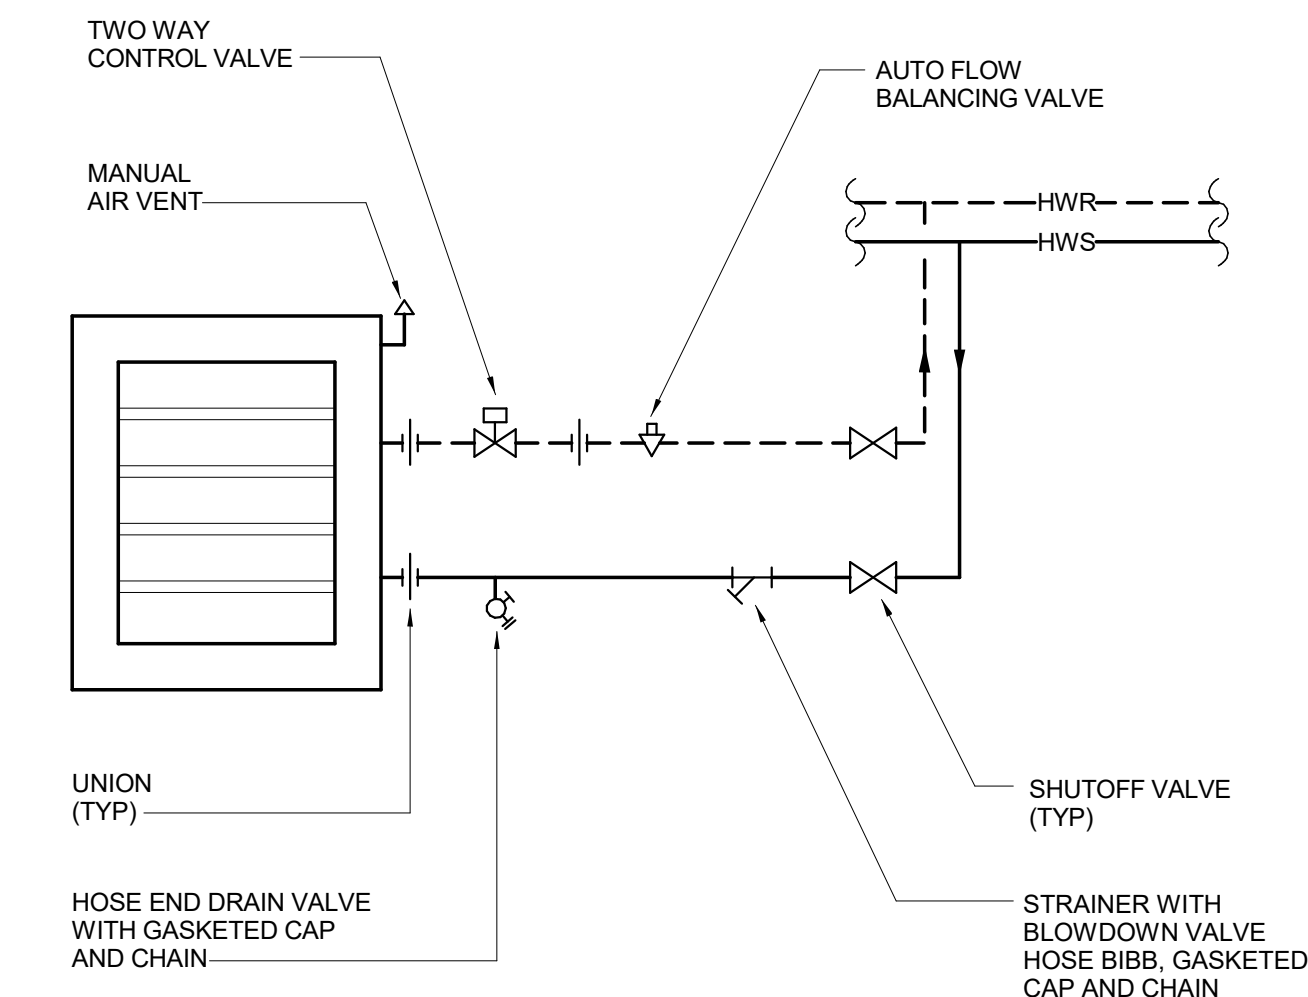 TWO WAY
CONTROL VALVE
AUTO FLOW
BALANCING VALVE
MANUAL
AIR VENT
HWR
HWS
UNION
(TYP)
SHUTOFF VALVE
(TYP)
HOSE END DRAIN VALVE
WITH GASKETED CAP
AND CHAIN
STRAINER WITH
BLOWDOWN VALVE
HOSE BIBB, GASKETED
CAP AND CHAIN